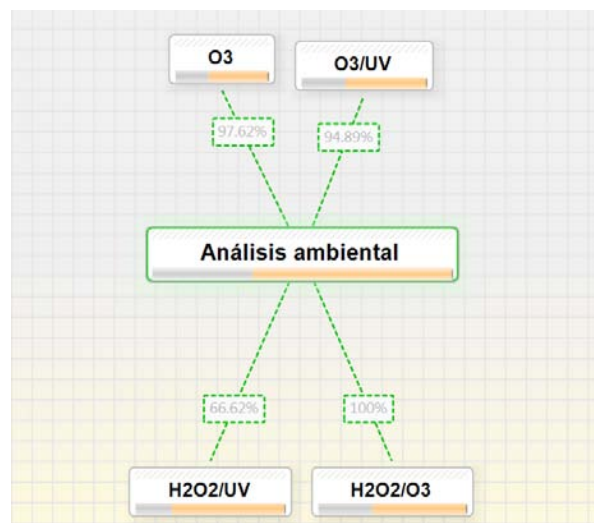 O3
O3/UV
97.62%
94.89%
Análisis ambiental
66.62%
100%
H2O2/UV
H2O2/O3